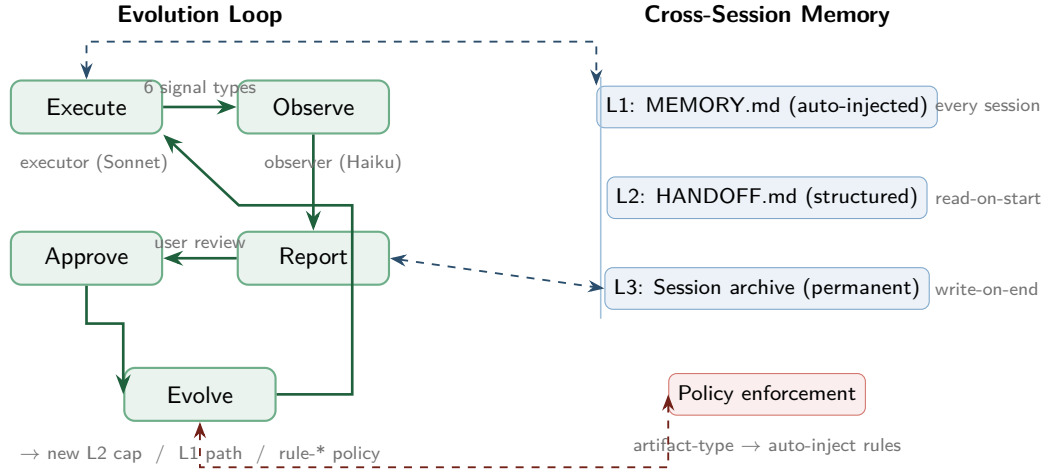 Evolution Loop
Cross-Session Memory
6 signal types
Execute
Observe
L1: MEMORY.md (auto-injected)
every session
executor (Sonnet)
observer (Haiku)
L2: HANDOFF.md (structured)
read-on-start
user review
Approve
Report
L3: Session archive (permanent)
write-on-end
Evolve
Policy enforcement
→ new L2 cap / L1 path / rule-* policy
artifact-type → auto-inject rules